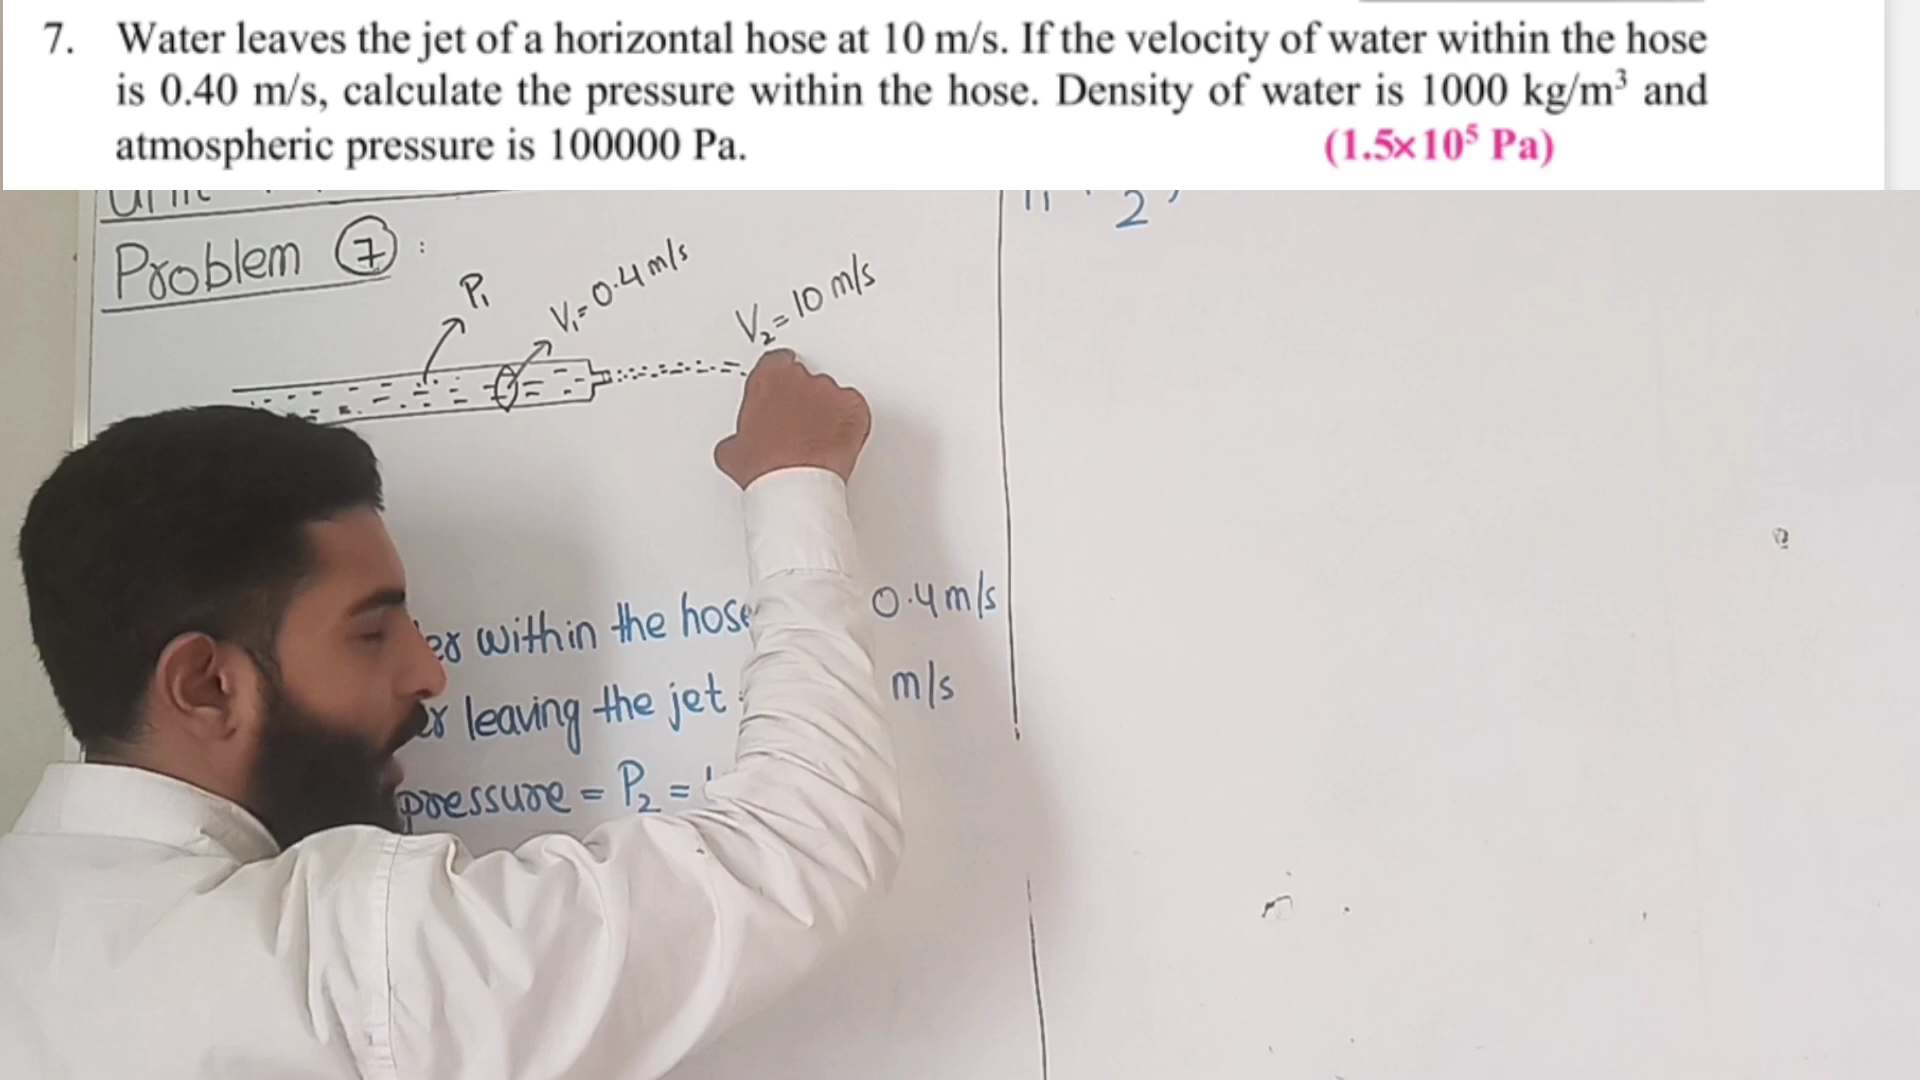 7. Water leaves the jet of a horizontal hose at 10 m/s. If the velocity of water within the hose
is 0.40 m/s, calculate the pressure within the hose. Density of water is 1000 kg/m³ and
atmospheric pressure is 100000 Pa. (1.5×10⁵ Pa)
Problem 7 :
P₁
V₁= 0.4 m/s
V₂= 10 m/s
2
within the hose 0.4 m/s
leaving the jet m/s
pressure = P₂ =